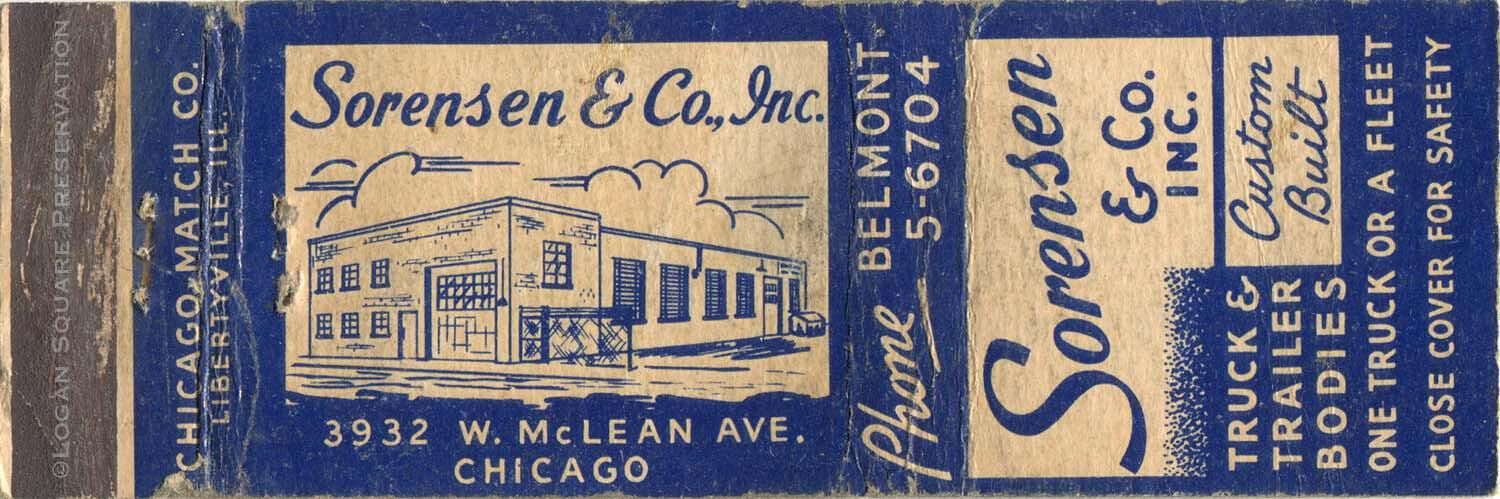 ©LOGAN SQUARE PRESERVATION
CHICAGO MATCH CO.
LIBERTYVILLE, ILL.
Sorensen & Co., Inc.
3932 W. McLEAN AVE.
CHICAGO
Phone BELMONT
55-6704
Sorensen
& Co.
INC.
Custom
Built
TRUCK &
TRAILER
BODIES
ONE TRUCK OR A FLEET
CLOSE COVER FOR SAFETY